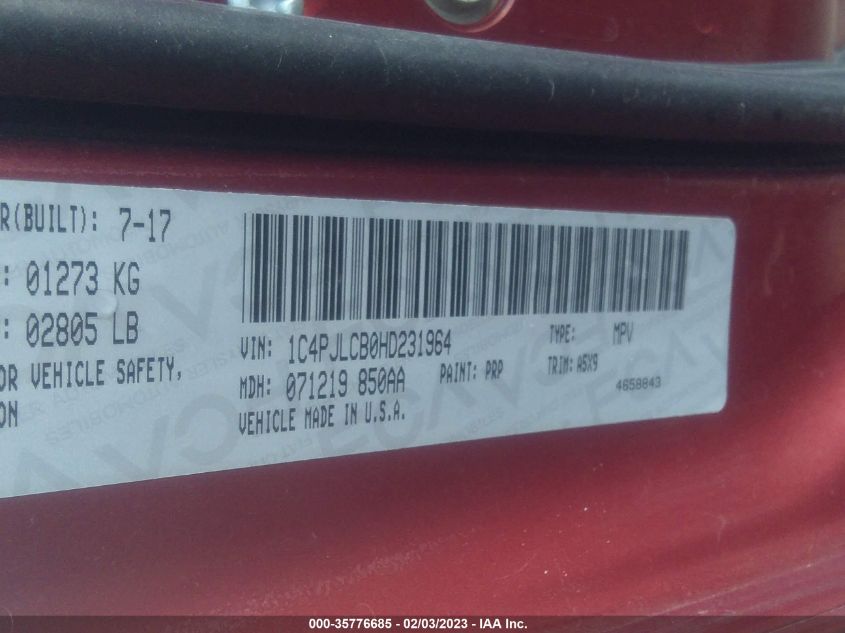 R(BUILT): 7-17
: 01273 KG
: 02805 LB
OR VEHICLE SAFETY,
ON
VIN: 1C4PJLCB0HD231964
TYPE: MPV
MDH: 071219 850AA
PAINT: PRP
TRIM: A5X9
VEHICLE MADE IN U.S.A.
4658843
000-35776685 - 02/03/2023 - IAA Inc.